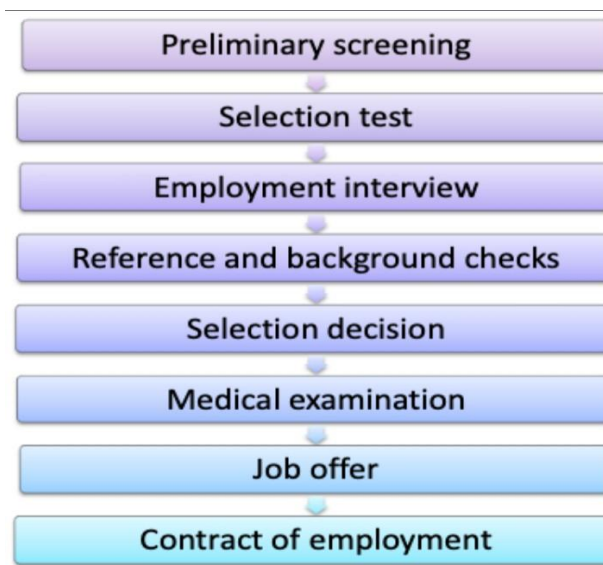 Preliminary screening
Selection test
Employment interview
Reference and background checks
Selection decision
Medical examination
Job offer
Contract of employment